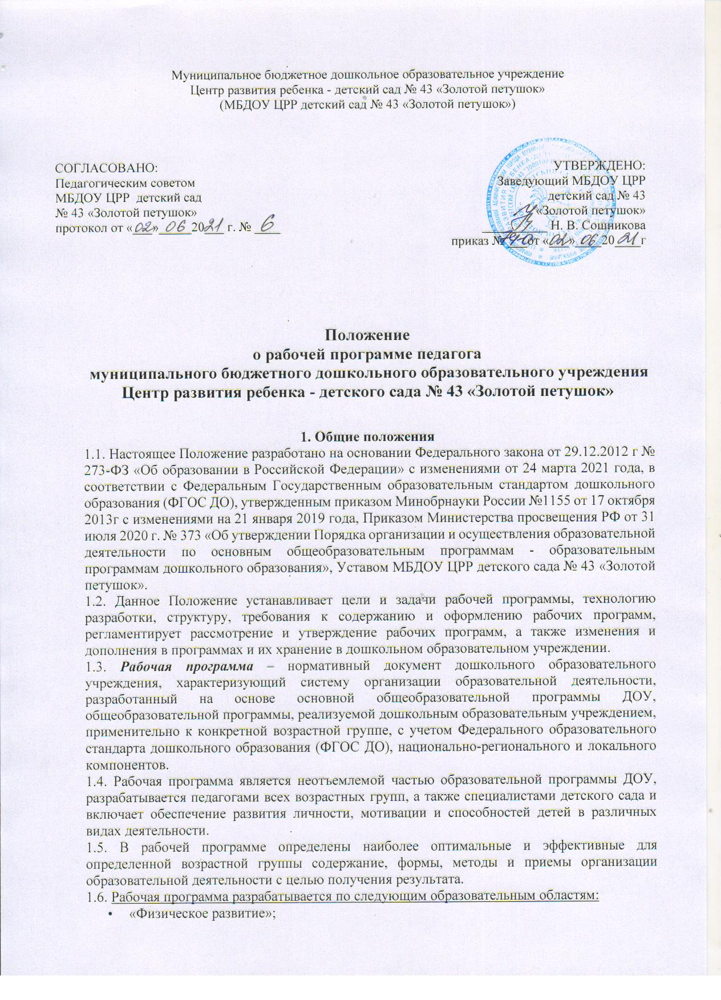 Муниципальное бюджетное дошкольное образовательное учреждение
Центр развития ребенка - детский сад № 43 «Золотой петушок»
(МБДОУ ЦРР детский сад № 43 «Золотой петушок»)
СОГЛАСОВАНО:
Педагогическим советом
МБДОУ ЦРР детский сад
№ 43 «Золотой петушок»
протокол от «02» 06 2021 г. № 6
УТВЕРЖДЕНО:
Заведующий МБДОУ ЦРР
детский сад № 43
«Золотой петушок»
Н. В. Сошникова
приказ № от «02» 06 2021 г
Положение
о рабочей программе педагога
муниципального бюджетного дошкольного образовательного учреждения
Центр развития ребенка - детского сада № 43 «Золотой петушок»
1. Общие положения
1.1. Настоящее Положение разработано на основании Федерального закона от 29.12.2012 г №
273-ФЗ «Об образовании в Российской Федерации» с изменениями от 24 марта 2021 года, в
соответствии с Федеральным Государственным образовательным стандартом дошкольного
образования (ФГОС ДО), утвержденным приказом Минобрнауки России №1155 от 17 октября
2013г с изменениями на 21 января 2019 года, Приказом Министерства просвещения РФ от 31
июля 2020 г. № 373 «Об утверждении Порядка организации и осуществления образовательной
деятельности по основным общеобразовательным программам - образовательным
программам дошкольного образования», Уставом МБДОУ ЦРР детского сада № 43 «Золотой
петушок».
1.2. Данное Положение устанавливает цели и задачи рабочей программы, технологию
разработки, структуру, требования к содержанию и оформлению рабочих программ,
регламентирует рассмотрение и утверждение рабочих программ, а также изменения и
дополнения в программах и их хранение в дошкольном образовательном учреждении.
1.3. Рабочая программа – нормативный документ дошкольного образовательного
учреждения, характеризующий систему организации образовательной деятельности,
разработанный на основе основной общеобразовательной программы ДОУ,
общеобразовательной программы, реализуемой дошкольным образовательным учреждением,
применительно к конкретной возрастной группе, с учетом Федерального образовательного
стандарта дошкольного образования (ФГОС ДО), национально-регионального и локального
компонентов.
1.4. Рабочая программа является неотъемлемой частью образовательной программы ДОУ,
разрабатывается педагогами всех возрастных групп, а также специалистами детского сада и
включает обеспечение развития личности, мотивации и способностей детей в различных
видах деятельности.
1.5. В рабочей программе определены наиболее оптимальные и эффективные для
определенной возрастной группы содержание, формы, методы и приемы организации
образовательной деятельности с целью получения результата.
1.6. Рабочая программа разрабатывается по следующим образовательным областям:
• «Физическое развитие»;